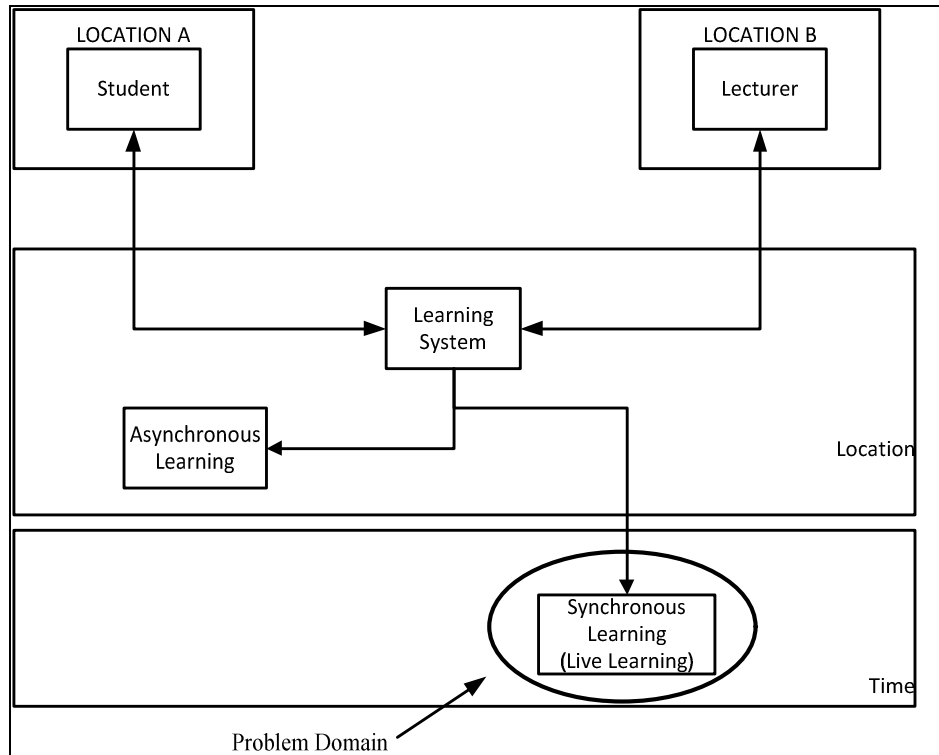 LOCATION A
Student
LOCATION B
Lecturer
Learning
System
Asynchronous
Learning
Location
Synchronous
Learning
(Live Learning)
Time
Problem Domain